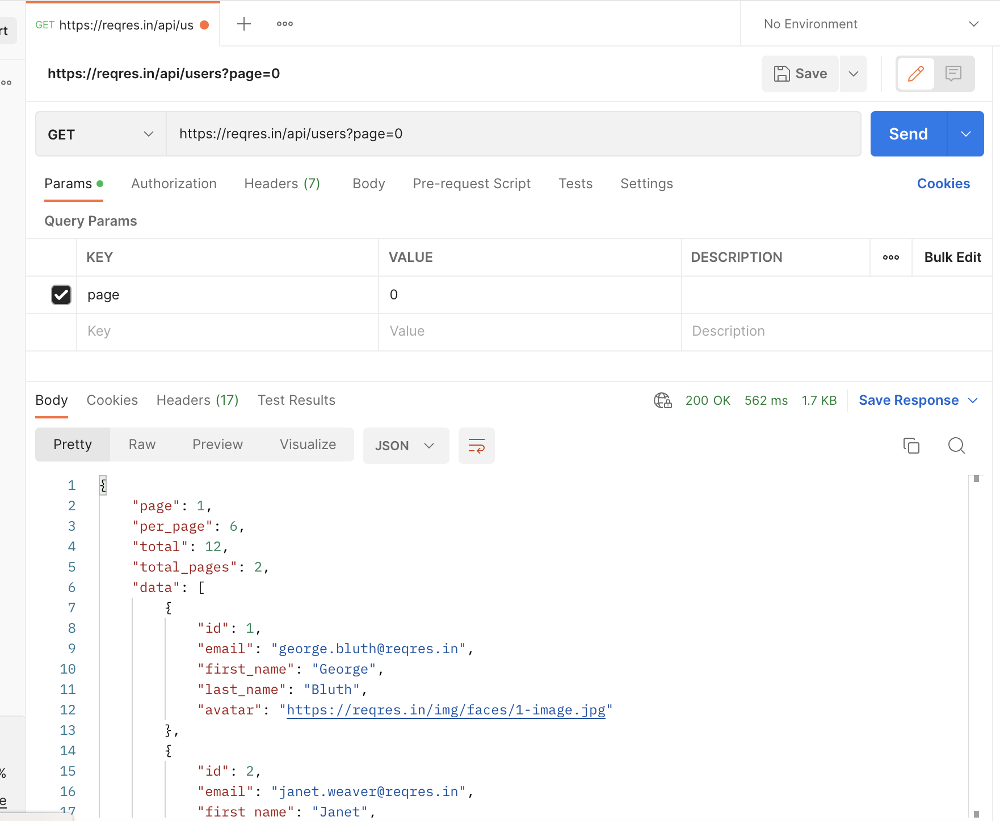 rt
GET https://reqres.in/api/us
No Environment
https://reqres.in/api/users?page=0
Save
GET
https://reqres.in/api/users?page=0
Send
Params
Authorization
Headers (7)
Body
Pre-request Script
Tests
Settings
Cookies
Query Params
KEY VALUE DESCRIPTION Bulk Edit
page 0
Key Value Description
Body Cookies Headers (17) Test Results 200 OK 562 ms 1.7 KB Save Response
Pretty Raw Preview Visualize JSON
1 {
2 "page": 1,
3 "per_page": 6,
4 "total": 12,
5 "total_pages": 2,
6 "data": [
7 {
8 "id": 1,
9 "email": "george.bluth@reqres.in",
10 "first_name": "George",
11 "last_name": "Bluth",
12 "avatar": "https://reqres.in/img/faces/1-image.jpg"
13 },
14 {
15 "id": 2,
16 "email": "janet.weaver@reqres.in",
17 "first_name": "Janet",
%
e